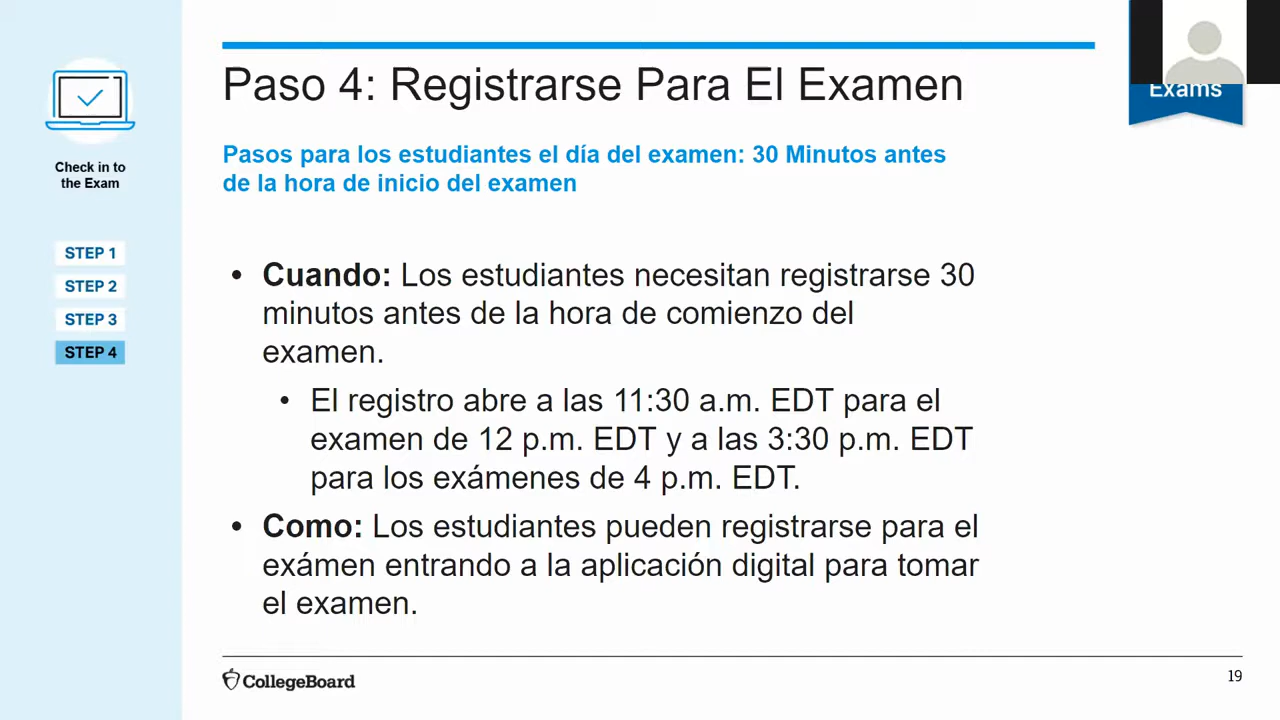 Paso 4: Registrarse Para El Examen
Exams
Check in to
the Exam
Pasos para los estudiantes el día del examen: 30 Minutos antes
de la hora de inicio del examen
STEP 1
STEP 2
STEP 3
STEP 4
• Cuando: Los estudiantes necesitan registrarse 30
minutos antes de la hora de comienzo del
examen.
• El registro abre a las 11:30 a.m. EDT para el
examen de 12 p.m. EDT y a las 3:30 p.m. EDT
para los exámenes de 4 p.m. EDT.
• Como: Los estudiantes pueden registrarse para el
exámen entrando a la aplicación digital para tomar
el examen.
CollegeBoard
19